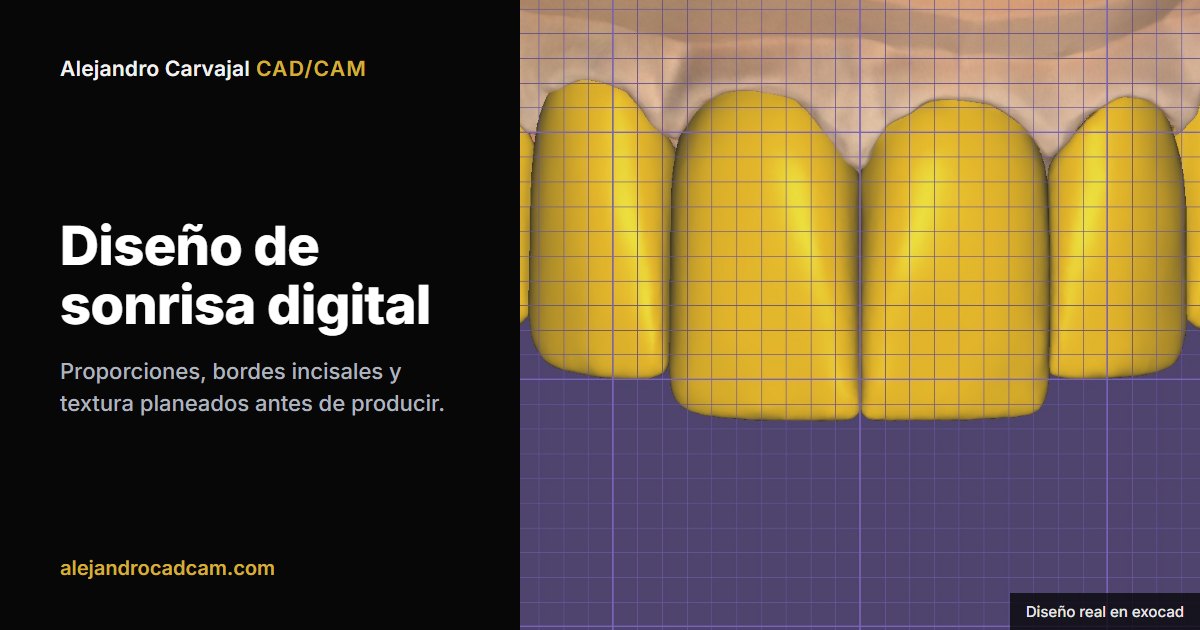 Alejandro Carvajal CAD/CAM
Diseño de
sonrisa digital
Proporciones, bordes incisales y
textura planeados antes de producir.
alejandrocadcam.com
Diseño real en exocad